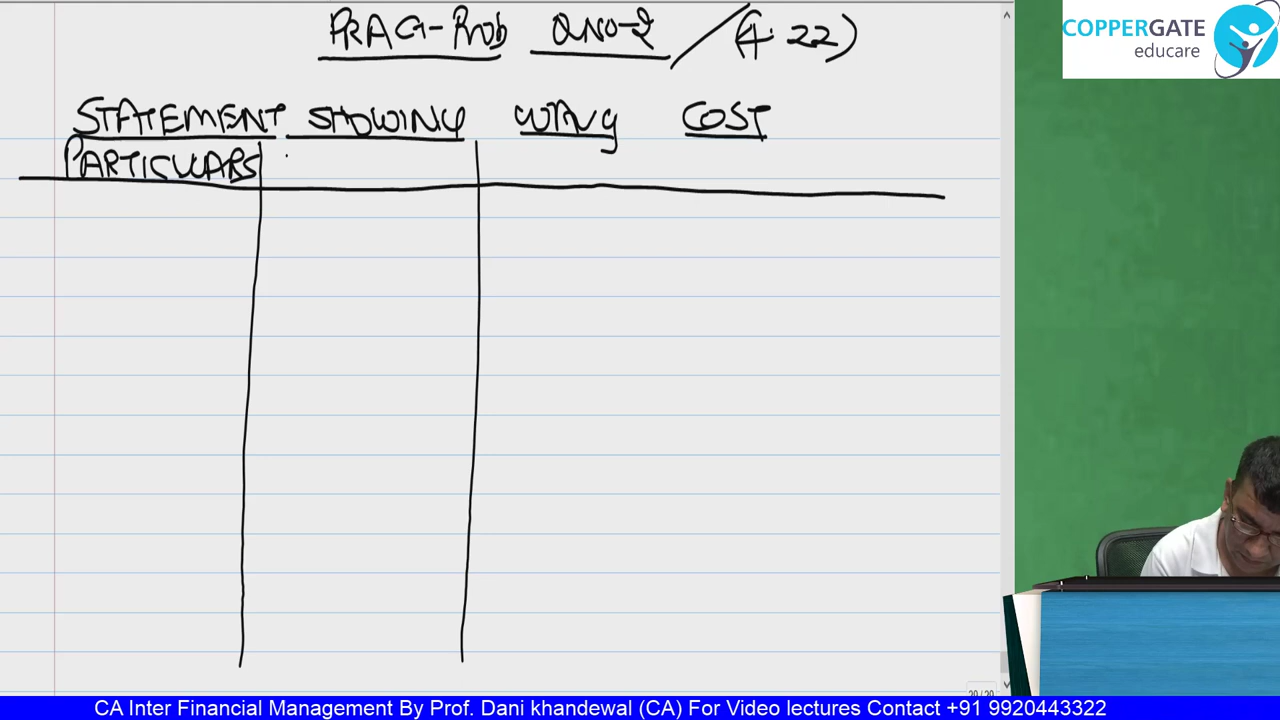 PRAG-Prob QNO-2 / (4.22)
COPPERGATE
educare
STATEMENT SHOWING WTAVG COST
PARTICULARS
CA Inter Financial Management By Prof. Dani khandewal (CA) For Video lectures Contact +91 9920443322